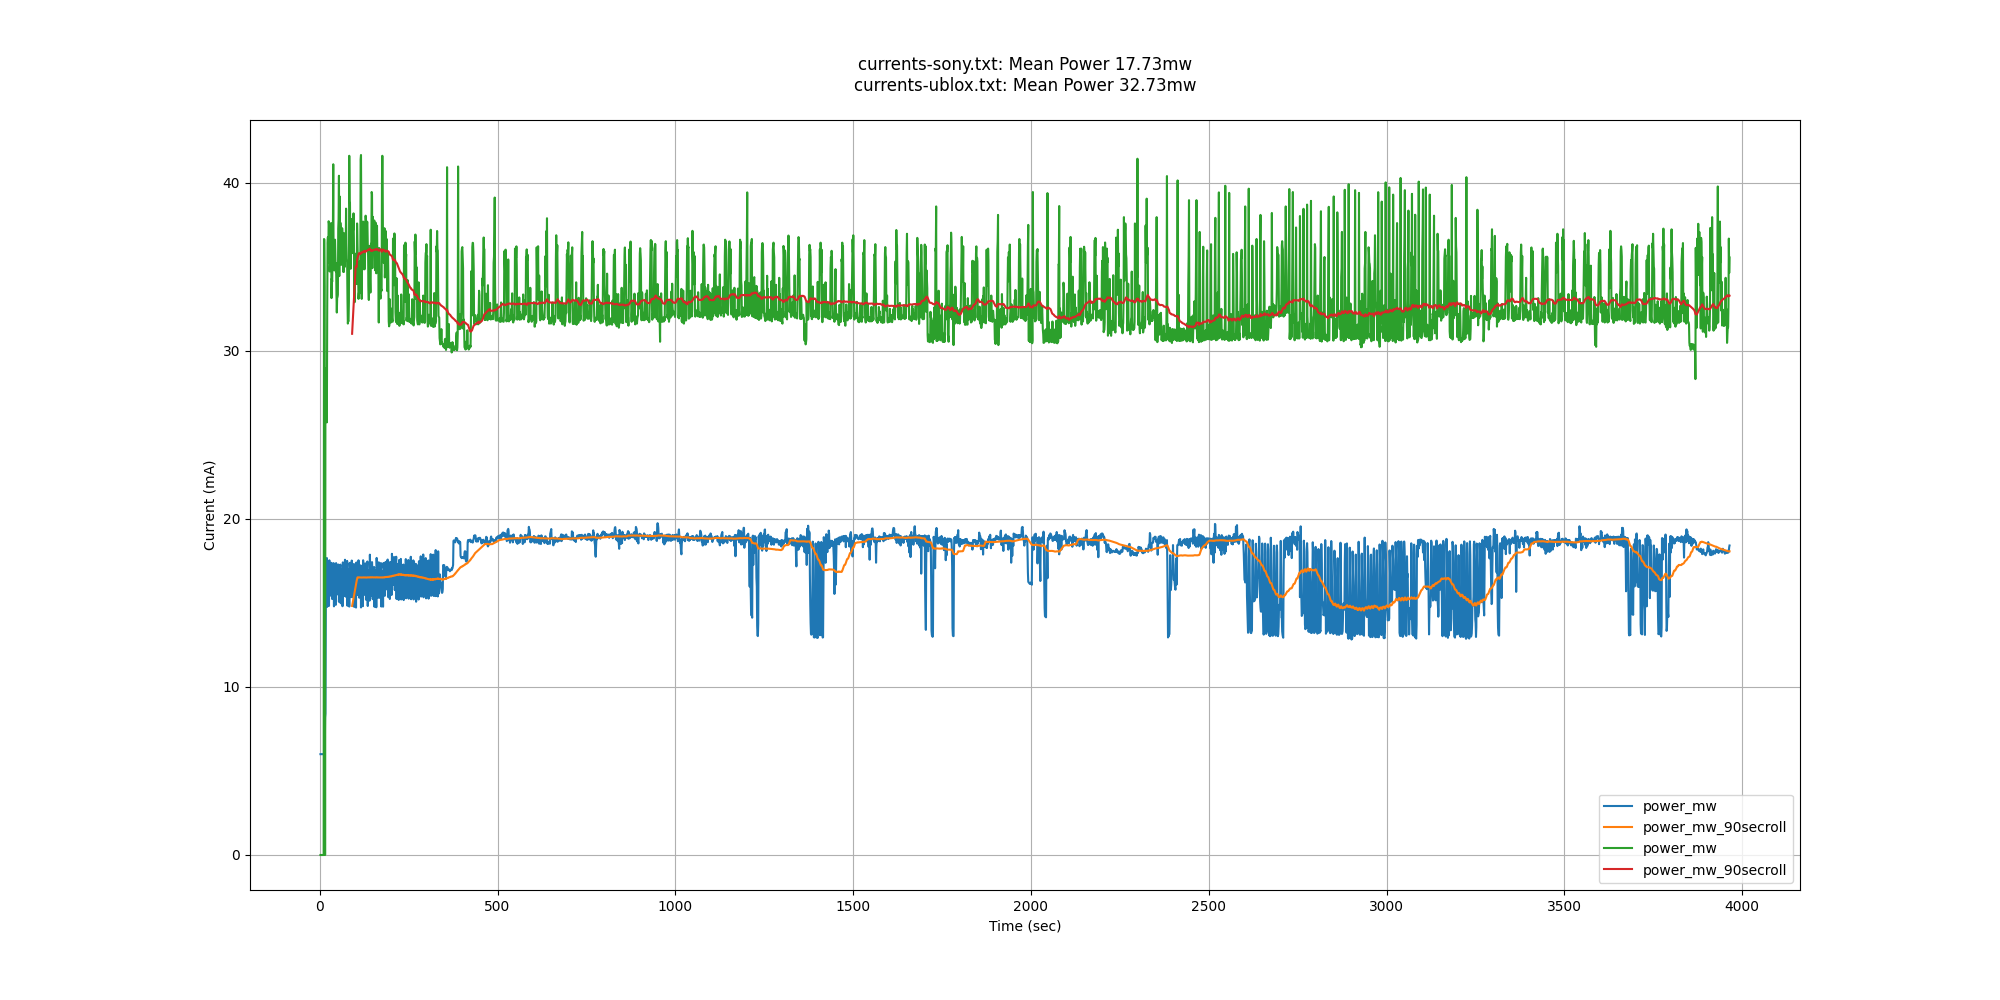 currents-sony.txt: Mean Power 17.73mw
currents-ublox.txt: Mean Power 32.73mw
Current (mA)
40
30
20
10
0
0 500 1000 1500 2000 2500 3000 3500 4000
Time (sec)
power_mw
power_mw_90secroll
power_mw
power_mw_90secroll